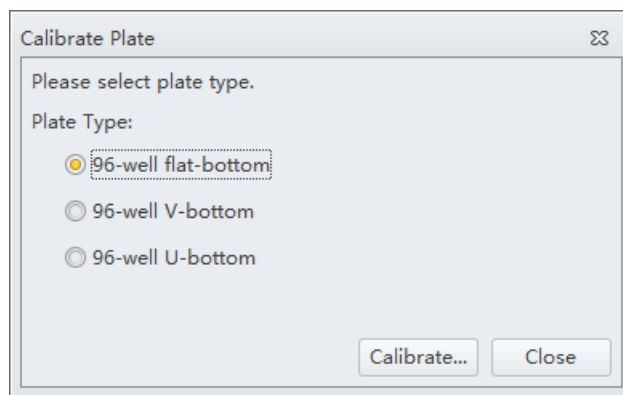 Calibrate Plate
Please select plate type.
Plate Type:
96-well flat-bottom
96-well V-bottom
96-well U-bottom
Calibrate... Close